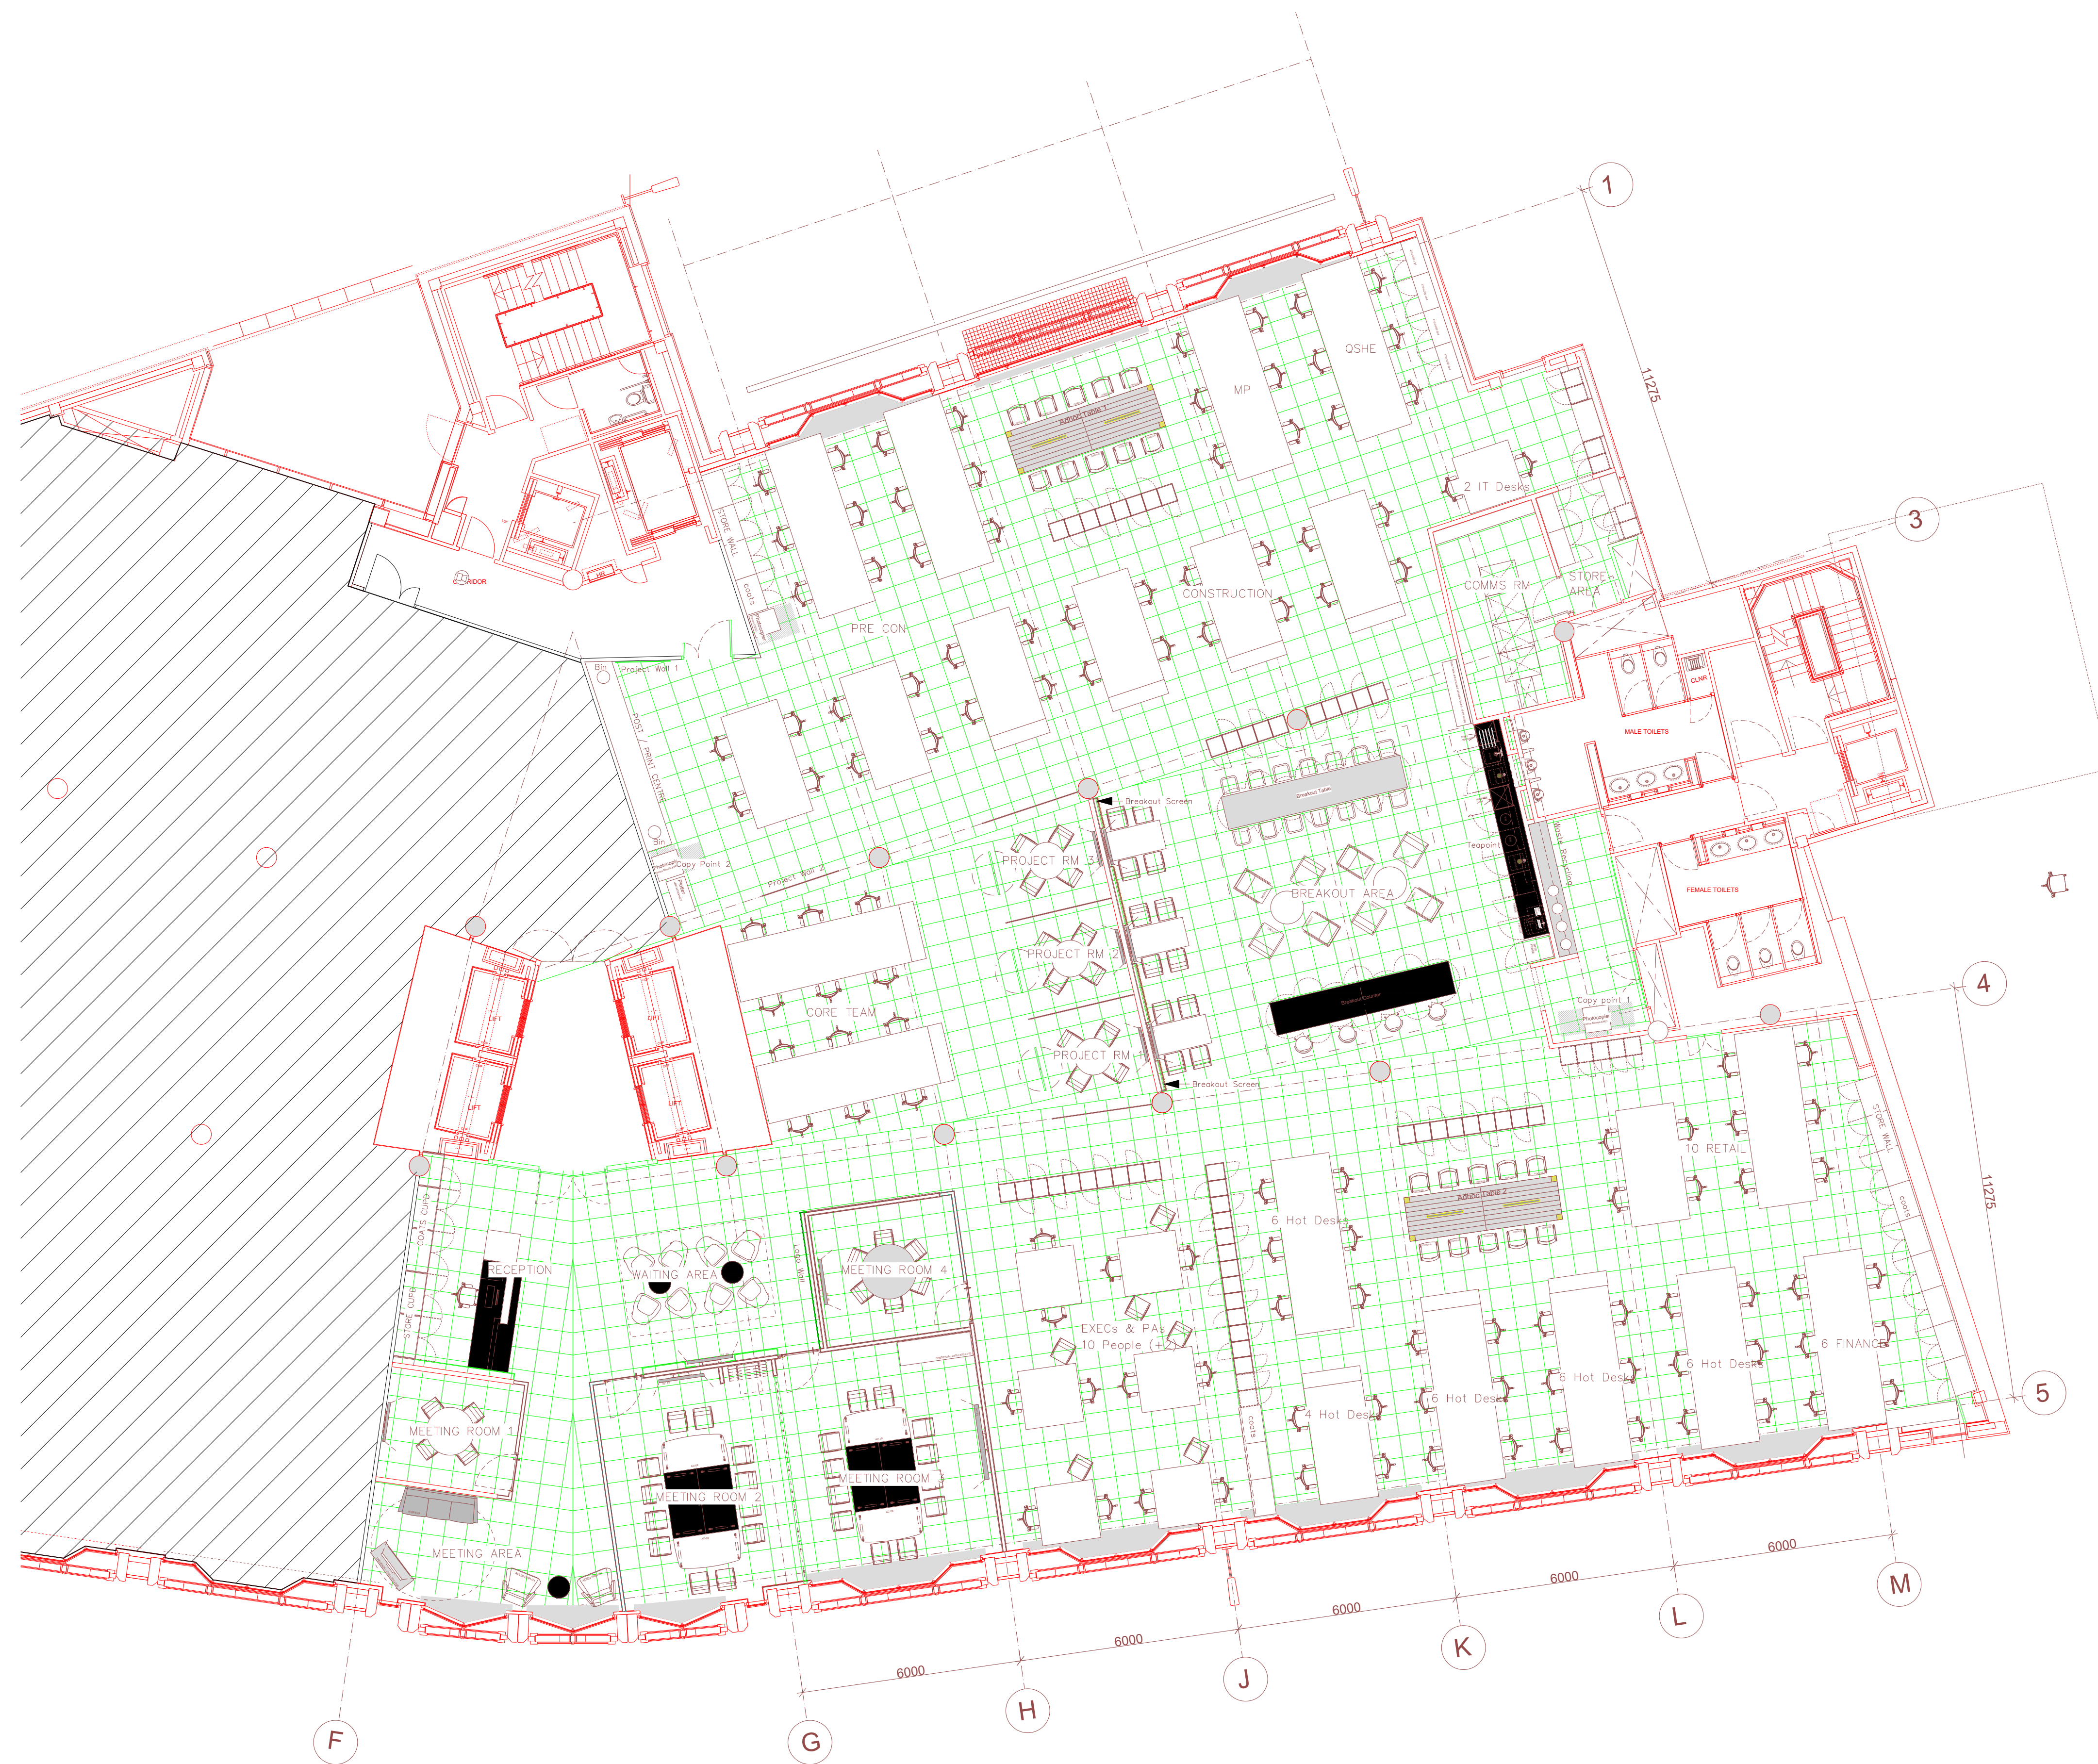 1
11275
QSHE
MP
Adhoc Table 1
2 IT Desks
3
STORE WALL
COMMS RM
STORE
AREA
HR
CONSTRUCTION
coats
Photocopier
PRE CON
Bin
Project Wall 1
CLNR
POST / PRINT CENTRE
MALE TOILETS
Breakout Table
Breakout Screen
Bin
Copy Point 2
Photocopier
Plotter
Project Wall 2
PROJECT RM 3
Teapoint
Waste Recycling
BREAKOUT AREA
FEMALE TOILETS
PROJECT RM 2
4
Copy point 1
Photocopier
Breakout Counter
CORE TEAM
LIFT
LIFT
PROJECT RM 1
Breakout Screen
LIFT
LIFT
10 RETAIL
STORE WALL
11275
coats
COATS CUPD
Adhoc Table 2
6 Hot Desks
Logo Wall
RECEPTION
WAITING AREA
MEETING ROOM 4
STORE CUPD
EXECs & PAs
10 People (+2)
6 FINANCE
6 Hot Desks
6 Hot Desks
6 Hot Desks
4 Hot Desks
coats
5
MEETING ROOM 1
MEETING ROOM 3
MEETING ROOM 2
MEETING AREA
6000
6000
6000
6000
6000
M
L
K
J
H
G
F